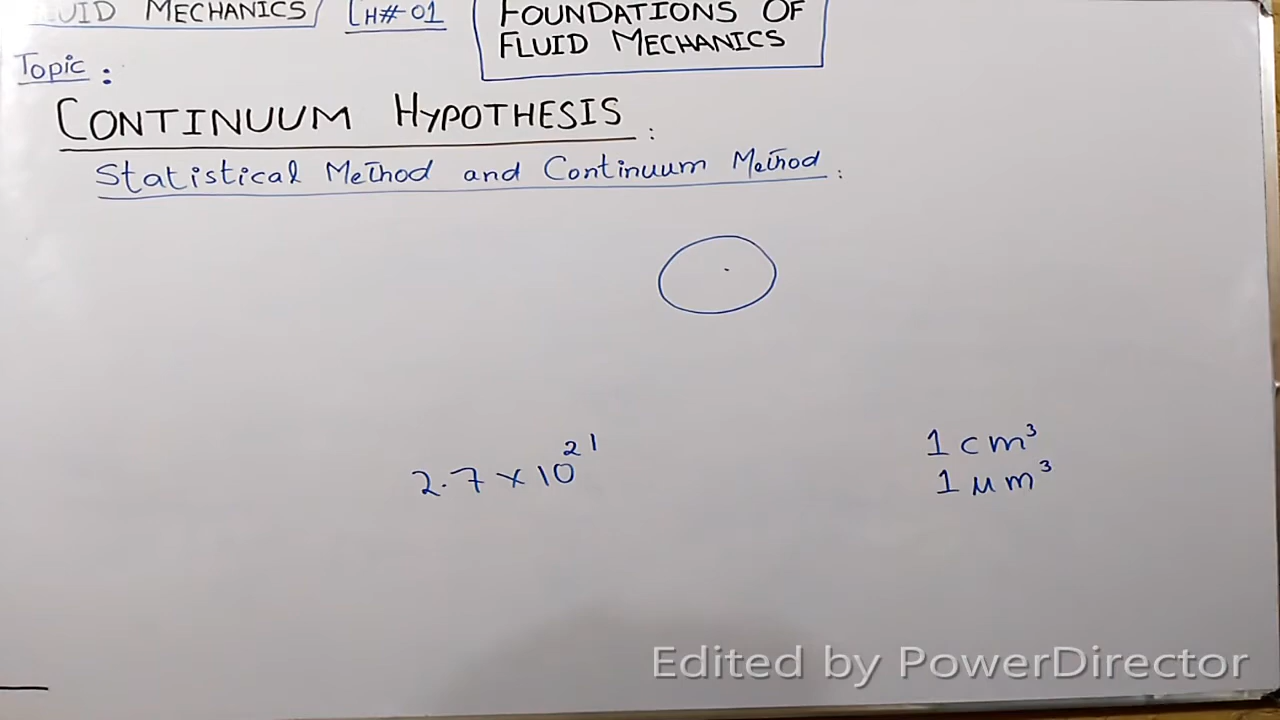 FLUID MECHANICS
CH# 01
FOUNDATIONS OF
FLUID MECHANICS
Topic :
CONTINUUM HYPOTHESIS :
Statistical Method and Continuum Method :
2.7 × 10²¹
1 cm³
1 μm³
Edited by PowerDirector